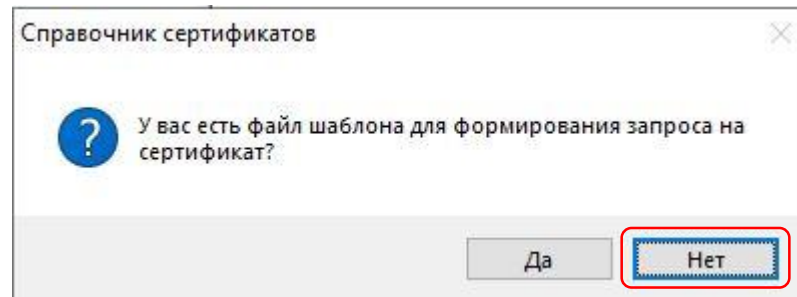 Справочник сертификатов
У вас есть файл шаблона для формирования запроса на
сертификат?
Да
Нет